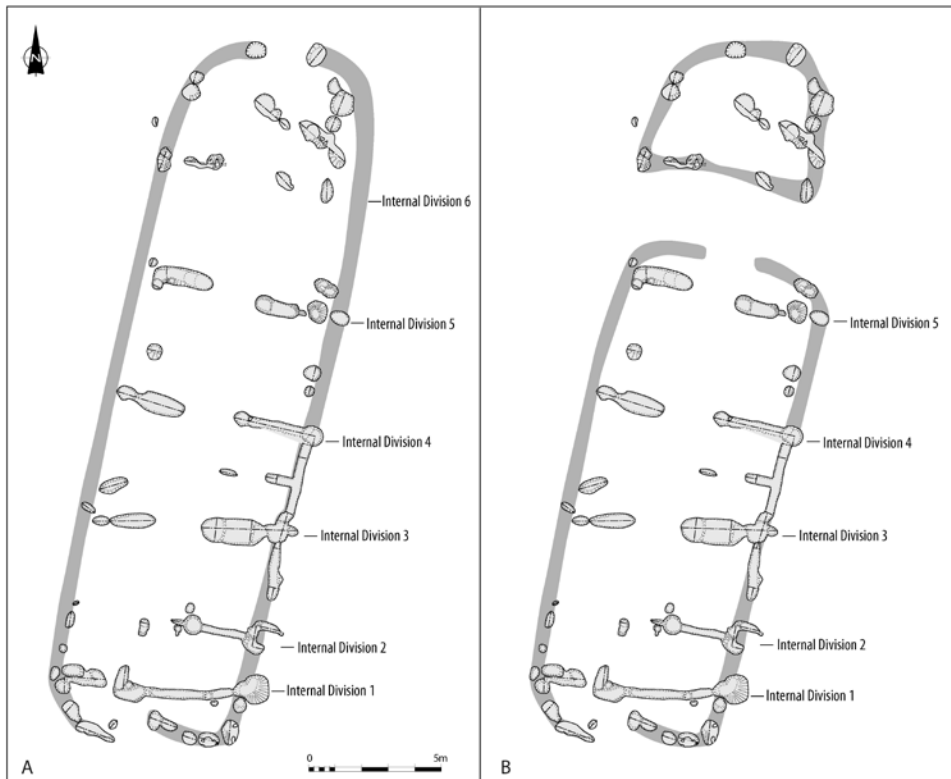 N
Internal Division 6
Internal Division 5
Internal Division 4
Internal Division 3
Internal Division 2
Internal Division 1
0 5m
A
Internal Division 5
Internal Division 4
Internal Division 3
Internal Division 2
Internal Division 1
B